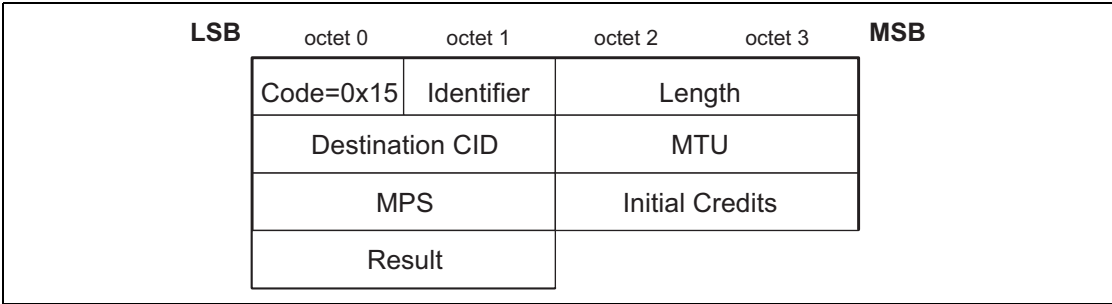 LSB octet 0 octet 1 octet 2 octet 3 MSB
Code=0x15 Identifier Length
Destination CID MTU
MPS Initial Credits
Result